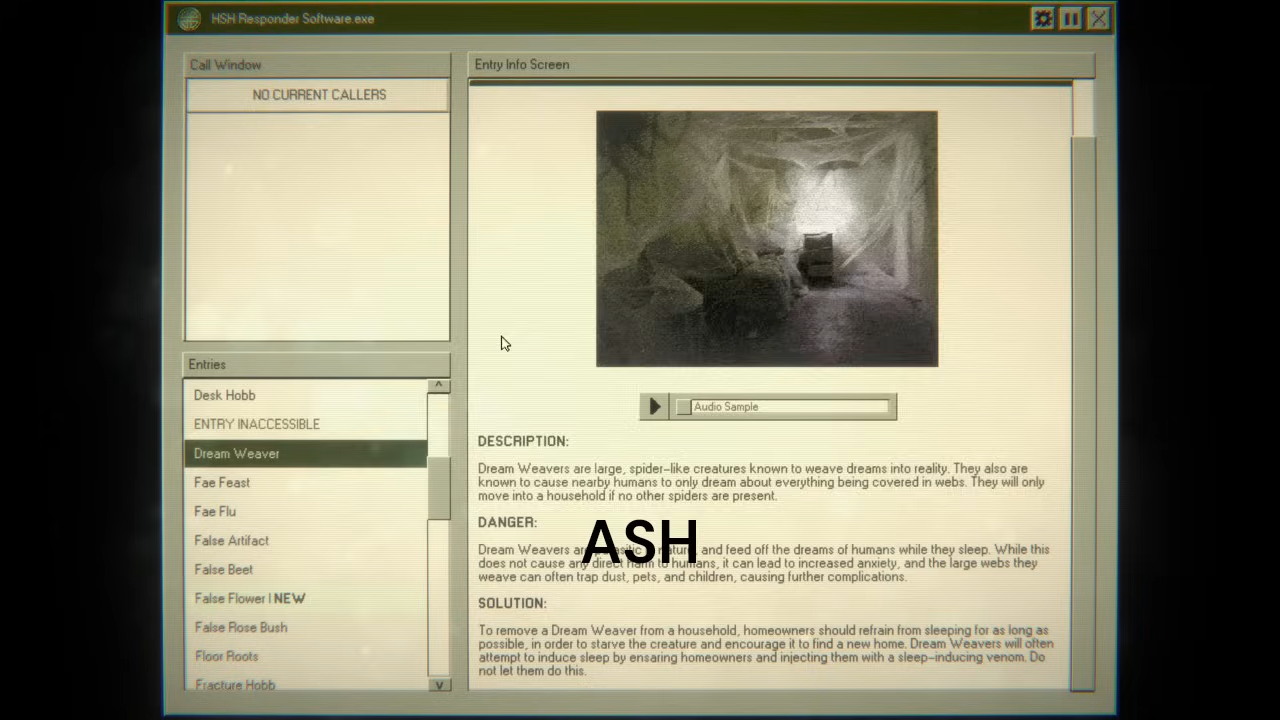 HSH Responder Software.exe
Call Window
NO CURRENT CALLERS
Entries
Desk Hobb
ENTRY INACCESSIBLE
Dream Weaver
Fae Feast
Fae Flu
False Artifact
False Beet
False Flower | NEW
False Rose Bush
Floor Roots
Fracture Hobb
Entry Info Screen
Audio Sample
DESCRIPTION:
Dream Weavers are large, spider-like creatures known to weave dreams into reality. They also are
known to cause nearby humans to only dream about everything being covered in webs. They will only
move into a household if no other spiders are present.
DANGER:
Dream Weavers are parasitic in nature, and feed off the dreams of humans while they sleep. While this
does not cause any direct harm to humans, it can lead to increased anxiety, and the large webs they
weave can often trap dust, pets, and children, causing further complications.
ASH
SOLUTION:
To remove a Dream Weaver from a household, homeowners should refrain from sleeping for as long as
possible, in order to starve the creature and encourage it to find a new home. Dream Weavers will often
attempt to induce sleep by ensaring homeowners and injecting them with a sleep-inducing venom. Do
not let them do this.